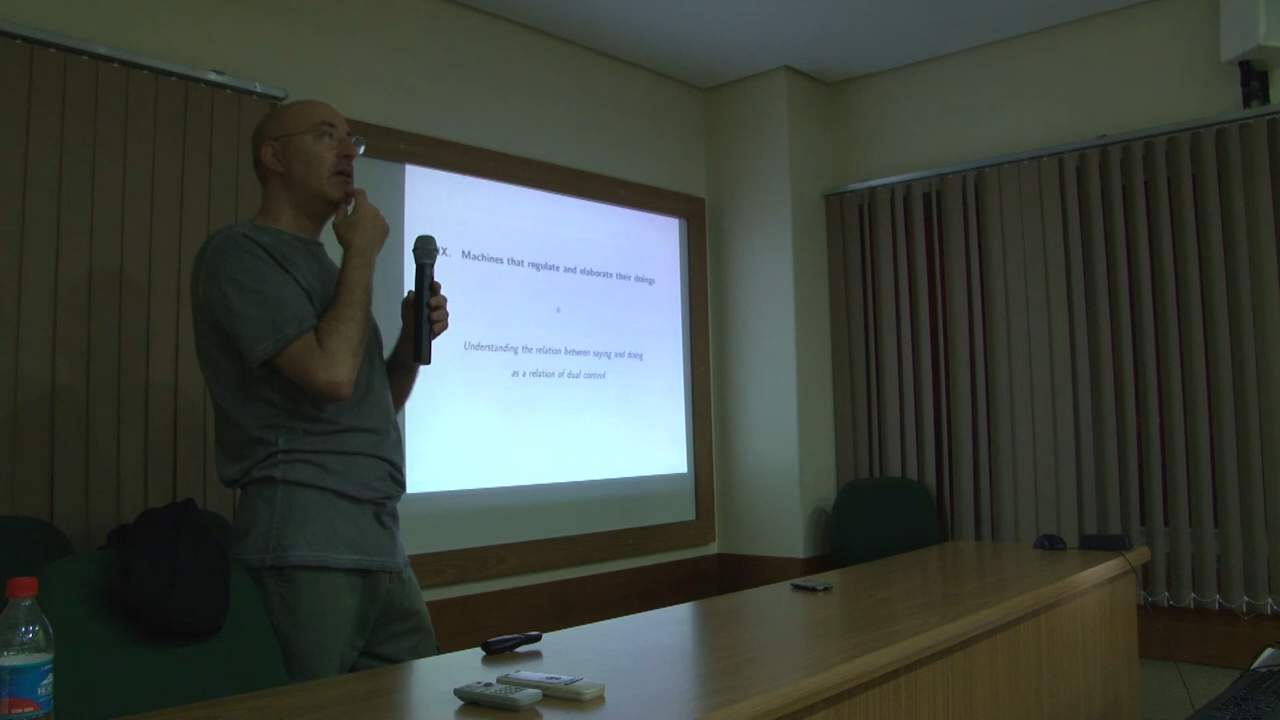 IX. Machines that regulate and elaborate their doings
Understanding the relation between saying and doing
as a relation of dual control.